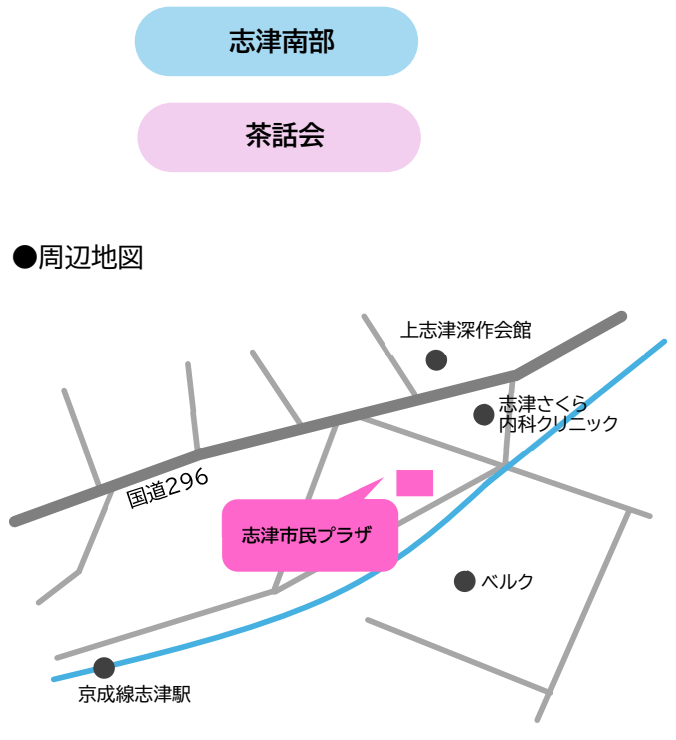 志津南部
茶話会
●周辺地図
上志津深作会館
志津さくら
内科クリニック
国道296
志津市民プラザ
ベルク
京成線志津駅